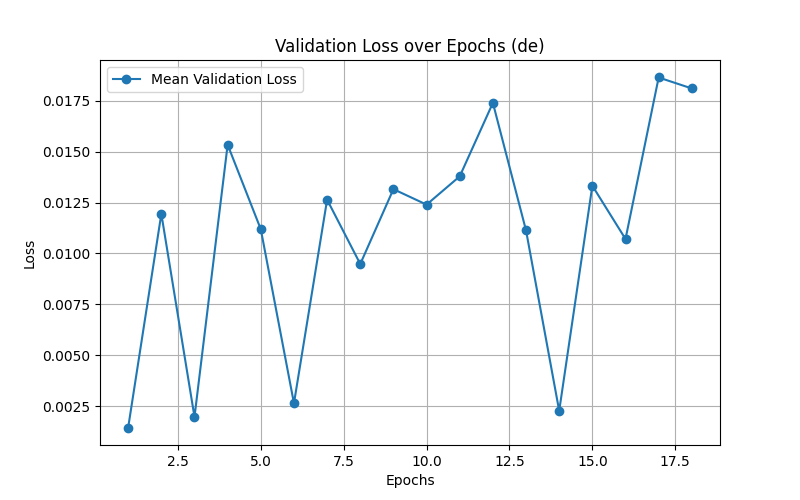 Validation Loss over Epochs (de)
Mean Validation Loss
0.0175
0.0150
0.0125
0.0100
0.0075
0.0050
0.0025
Loss
2.5 5.0 7.5 10.0 12.5 15.0 17.5
Epochs